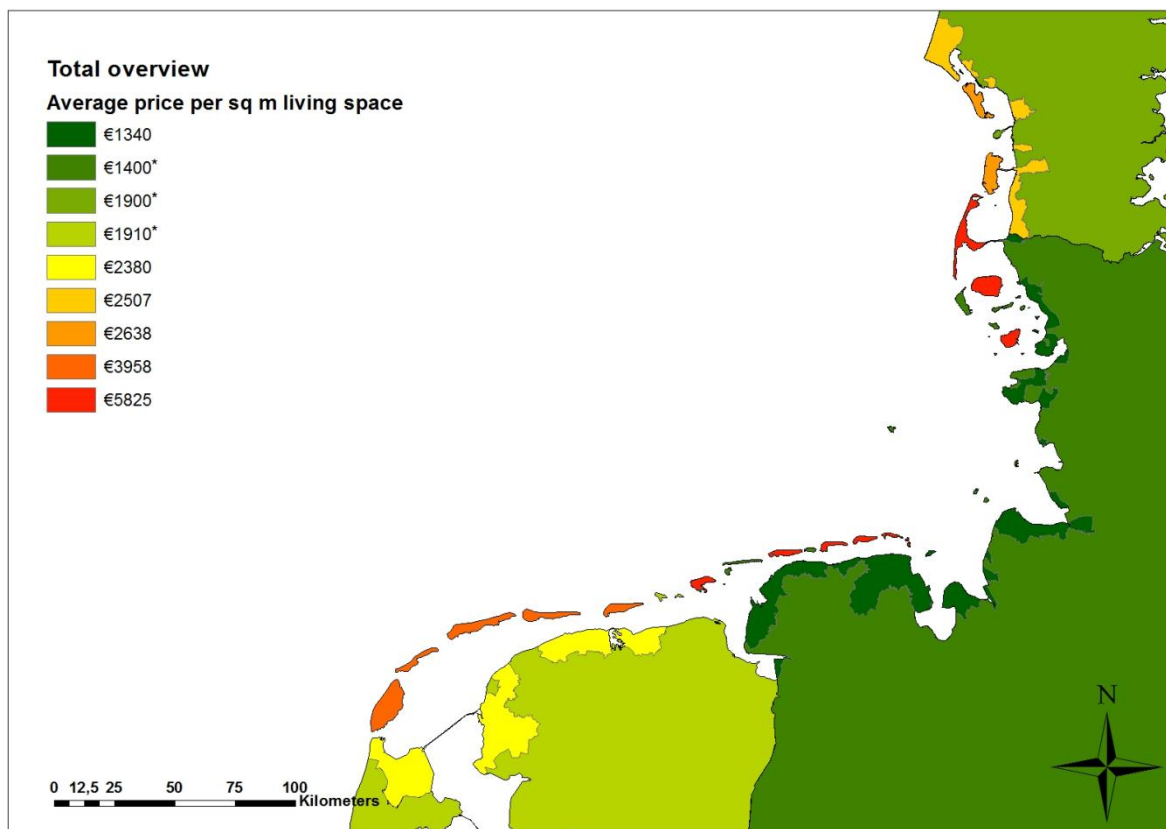 Total overview
Average price per sq m living space
€1340
€1400*
€1900*
€1910*
€2380
€2507
€2638
€3958
€5825
N
0 12,5 25 50 75 100
Kilometers